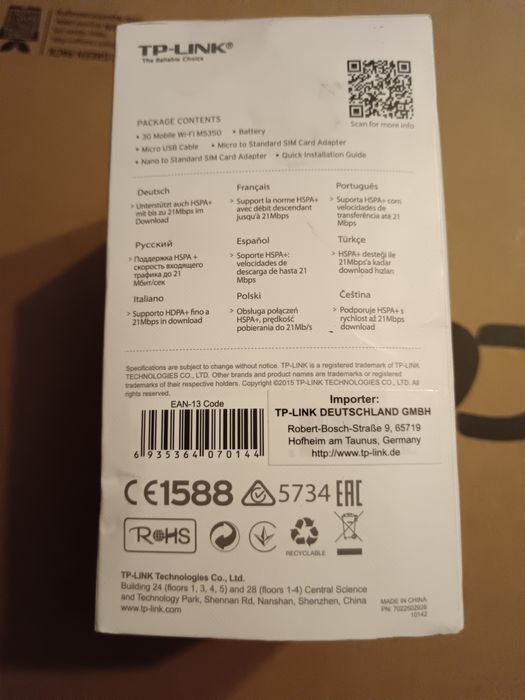 TP-LINK®
The Reliable Choice
Scan for more info
PACKAGE CONTENTS
• 3G Mobile Wi-Fi M5350 • Battery
• Micro USB Cable • Micro to Standard SIM Card Adapter
• Nano to Standard SIM Card Adapter • Quick Installation Guide
Deutsch
> Unterstützt auch HSPA+
mit bis zu 21Mbps im
Download
Français
> Support la norme HSPA+
avec débit descendant
jusqu'à 21Mbps
Português
> Suporta HSPA+ com
velocidades de
transferência até 21
Mbps
Русский
> Поддержка HSPA +
скорость входящего
трафика до 21
Мбит/сек
Español
> Soporte HSPA+:
velocidades de
descarga de hasta 21
Mbps
Türkçe
> HSPA+ desteği ile
21Mbps'a kadar
download hızları
Italiano
> Supporto HDPA+ fino a
21Mbps in download
Polski
> Obsługa połączeń
HSPA+, prędkość
pobierania do 21Mb/s
Čeština
> Podporuje HSPA+ s
rychlost až 21Mbps
download
Specifications are subject to change without notice. TP-LINK is a registered trademark of TP-LINK
TECHNOLOGIES CO., LTD. Other brands and product names are trademarks or registered
trademarks of their respective holders. Copyright ©2015 TP-LINK TECHNOLOGIES CO., LTD. All
rights reserved.
EAN-13 Code
6 935364 070144
Importer:
TP-LINK DEUTSCHLAND GMBH
Robert-Bosch-Straße 9, 65719
Hofheim am Taunus, Germany
http://www.tp-link.de
CE1588 5734 EAC
RoHS
RECYCLABLE
TP-LINK Technologies Co., Ltd.
Building 24 (floors 1, 3, 4, 5) and 28 (floors 1-4) Central Science
and Technology Park, Shennan Rd, Nanshan, Shenzhen, China
www.tp-link.com
MADE IN CHINA
PN: 7022502926
10142